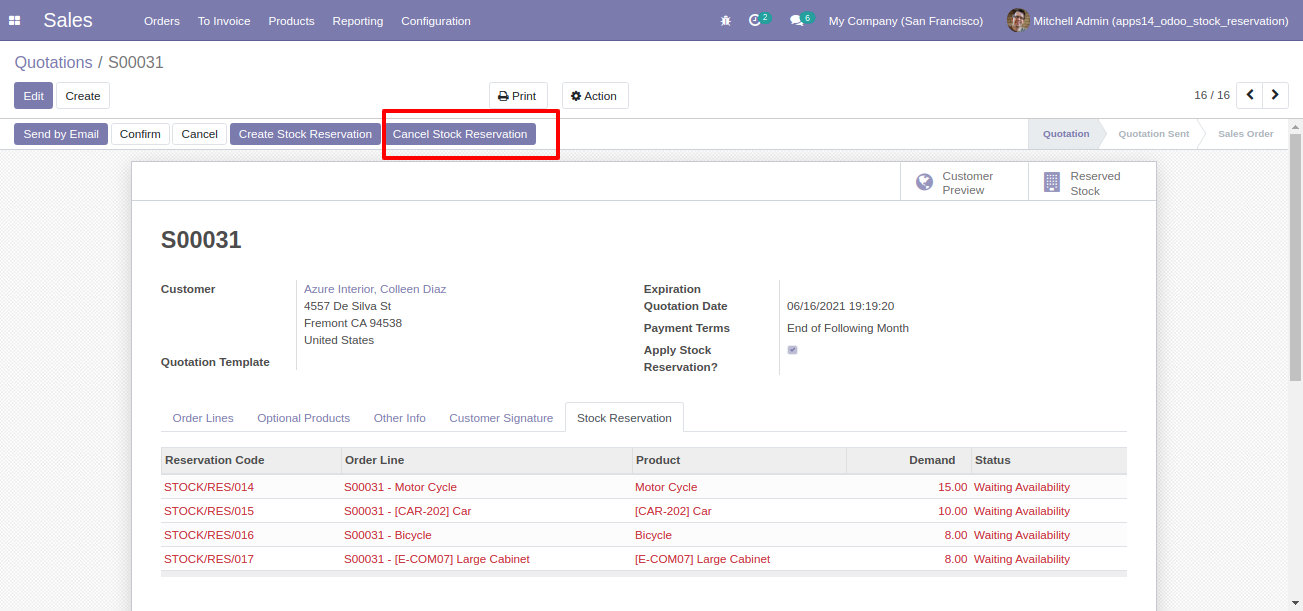 Sales Orders To Invoice Products Reporting Configuration 2 6 My Company (San Francisco) Mitchell Admin (apps14_odoo_stock_reservation)
Quotations / S00031
Edit Create Print Action 16 / 16
Send by Email Confirm Cancel Create Stock Reservation Cancel Stock Reservation Quotation Quotation Sent Sales Order
Customer Preview
Reserved Stock
S00031
Customer
Azure Interior, Colleen Diaz
4557 De Silva St
Fremont CA 94538
United States
Quotation Template
Expiration
Quotation Date 06/16/2021 19:19:20
Payment Terms End of Following Month
Apply Stock
Reservation?
Order Lines Optional Products Other Info Customer Signature Stock Reservation
Reservation Code Order Line Product Demand Status
STOCK/RES/014 S00031 - Motor Cycle Motor Cycle 15.00 Waiting Availability
STOCK/RES/015 S00031 - [CAR-202] Car [CAR-202] Car 10.00 Waiting Availability
STOCK/RES/016 S00031 - Bicycle Bicycle 8.00 Waiting Availability
STOCK/RES/017 S00031 - [E-COM07] Large Cabinet [E-COM07] Large Cabinet 8.00 Waiting Availability